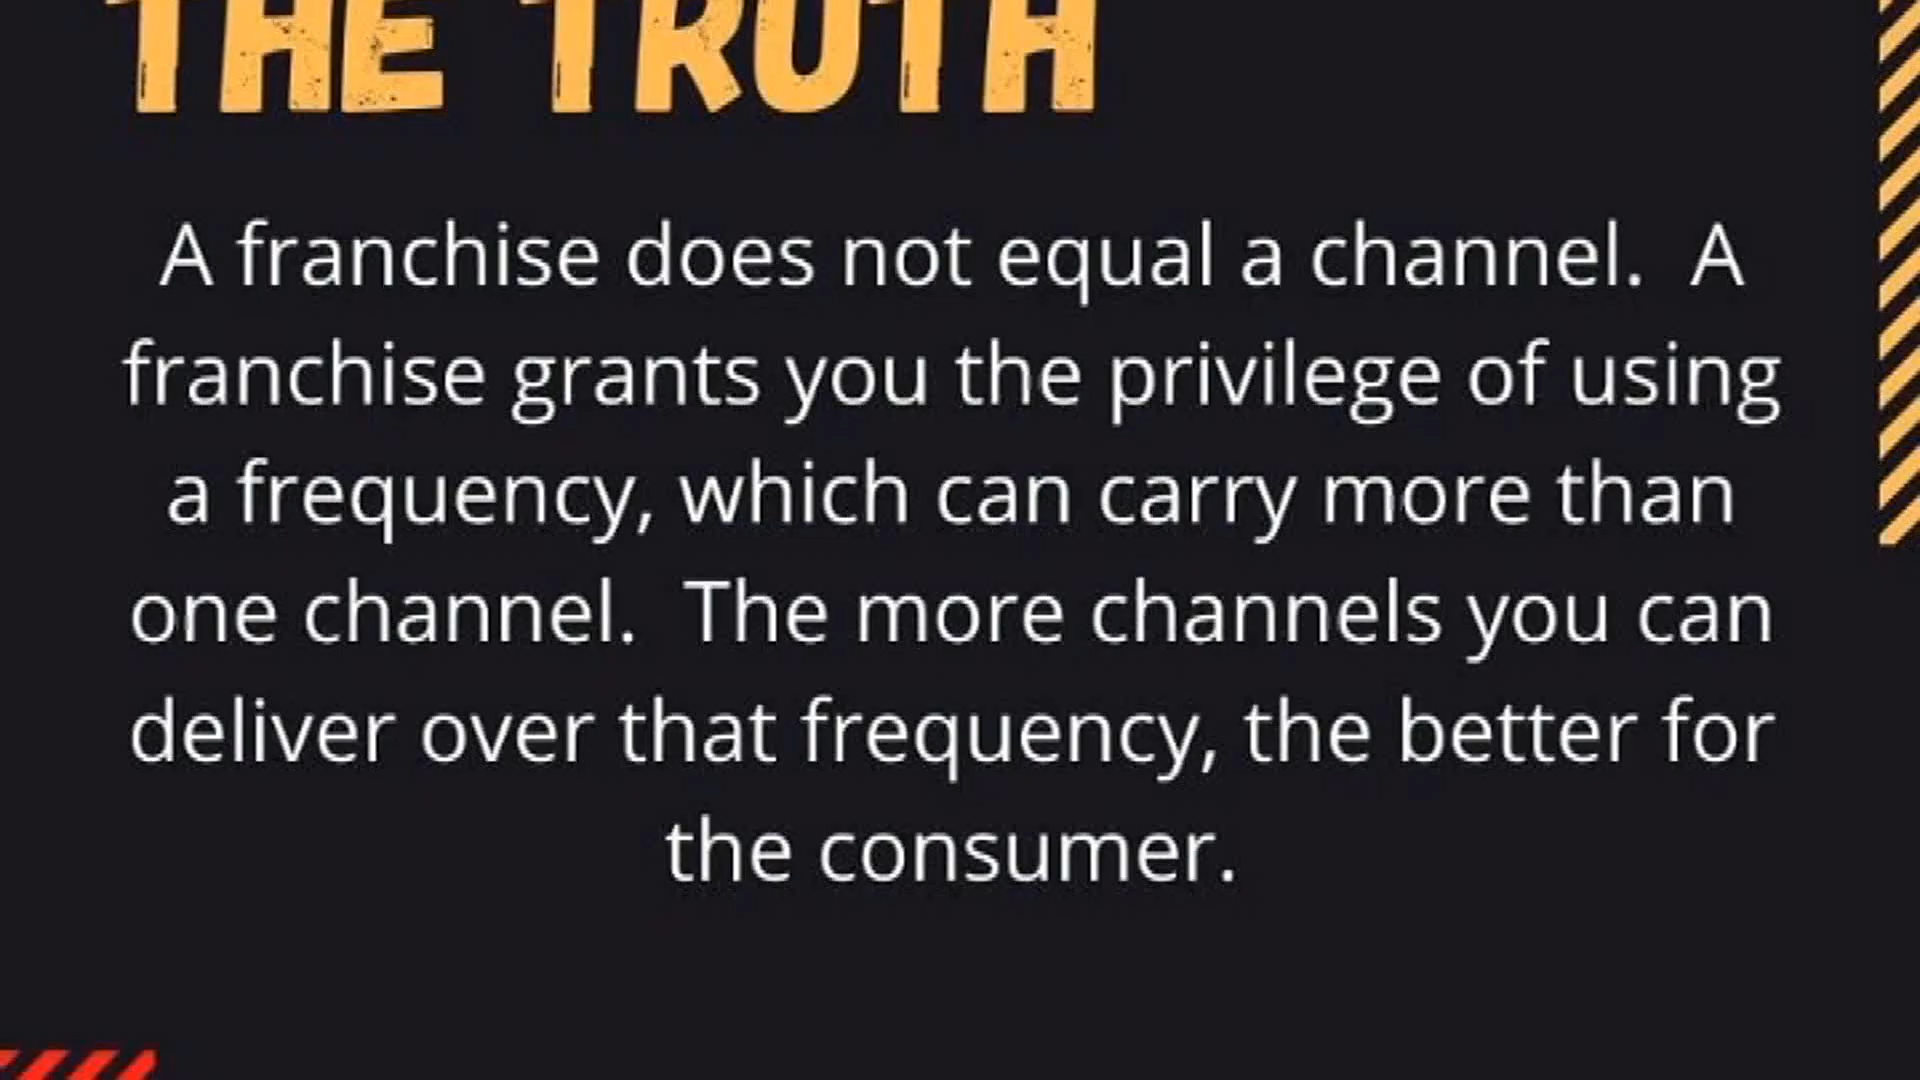 THE TRUTH
A franchise does not equal a channel. A
franchise grants you the privilege of using
a frequency, which can carry more than
one channel. The more channels you can
deliver over that frequency, the better for
the consumer.